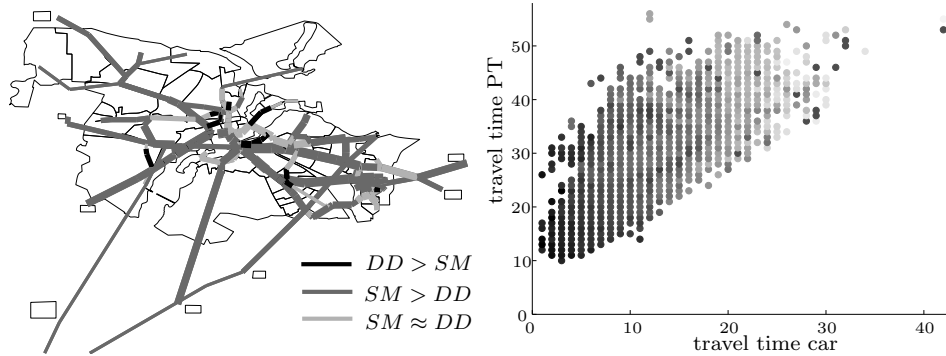 DD > SM
SM > DD
SM ≈ DD
travel time PT
50
40
30
20
10
0
0 10 20 30 40
travel time car